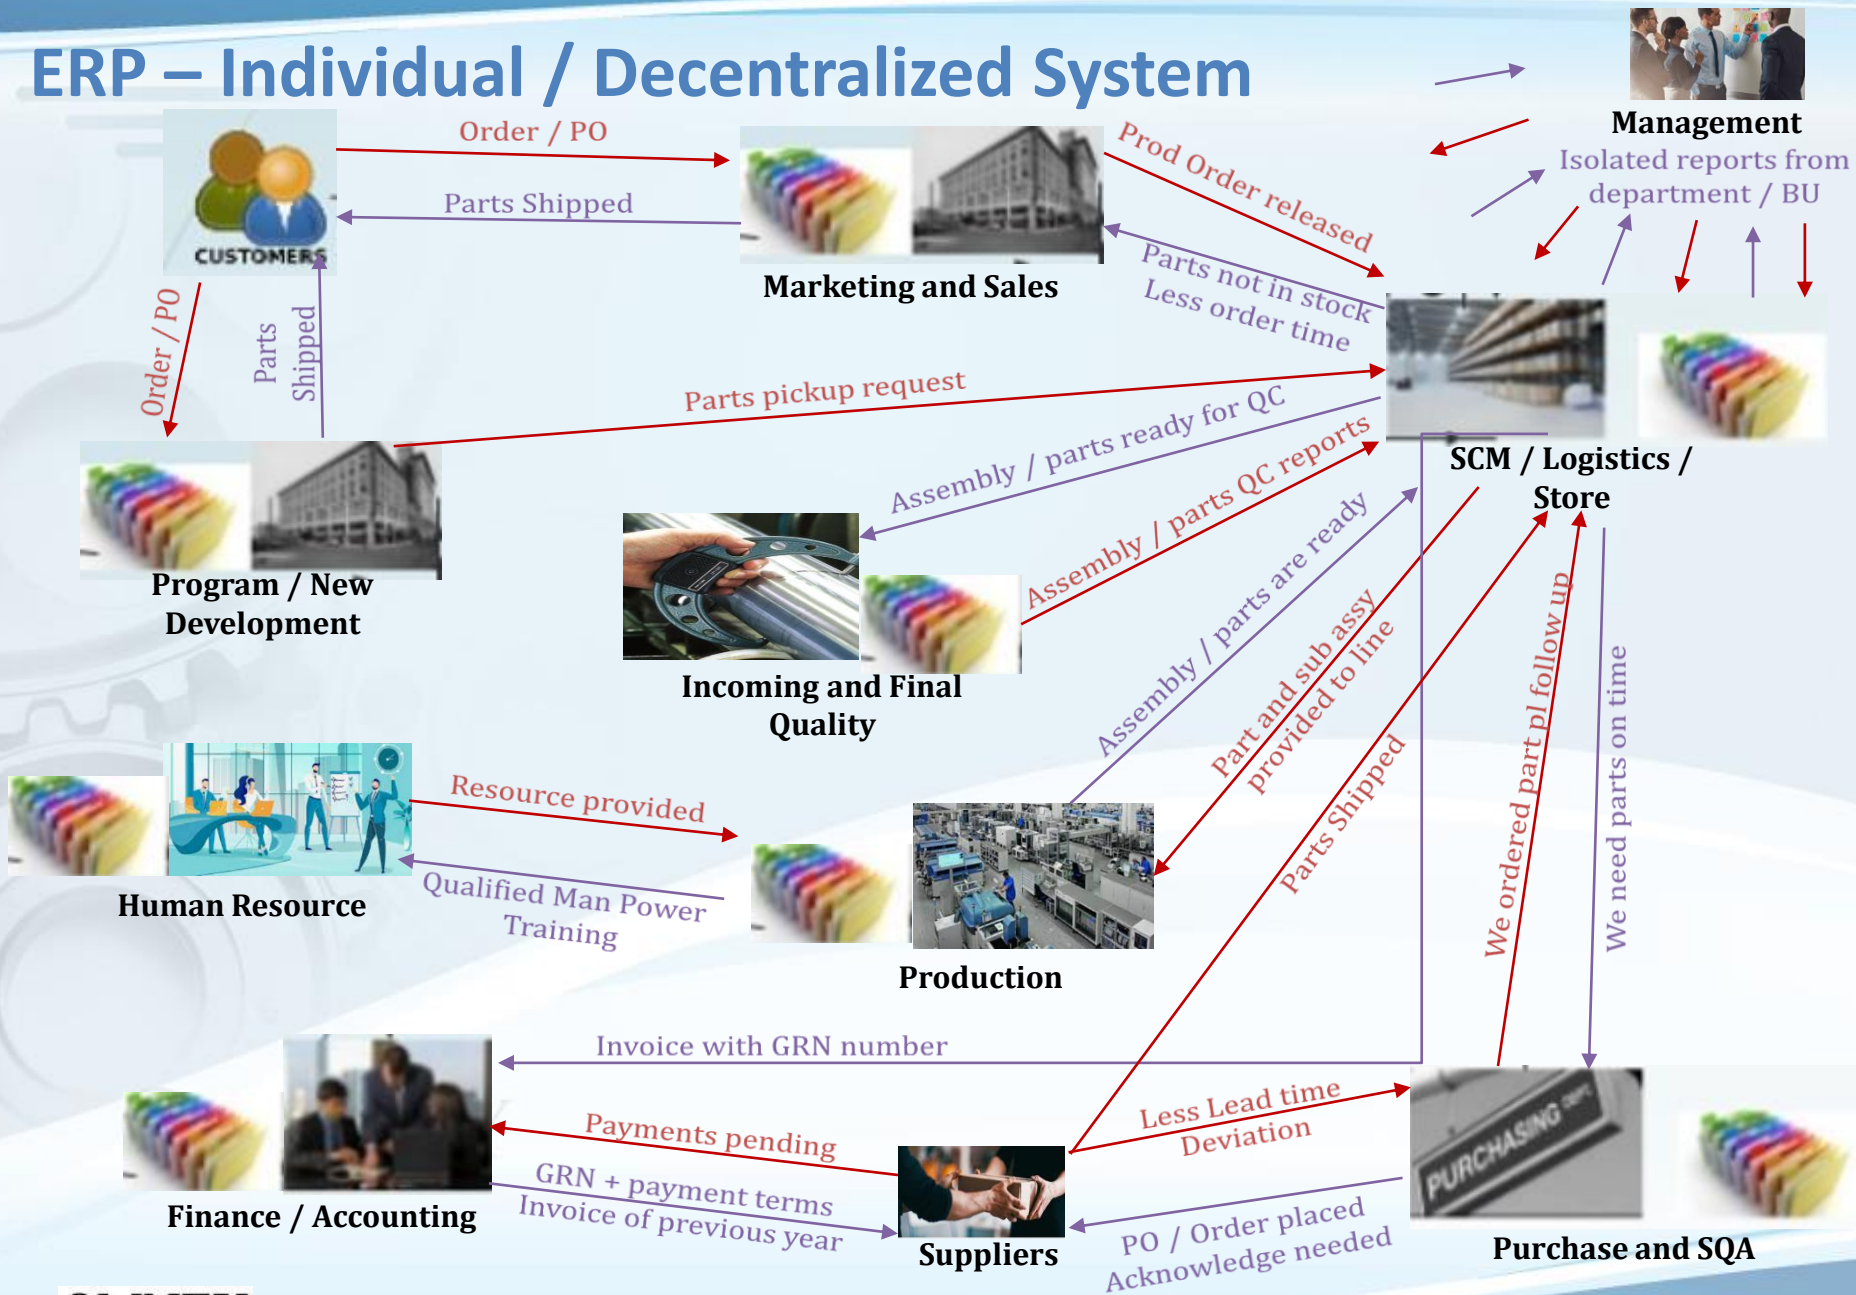 ERP – Individual / Decentralized System
Management
Isolated reports from
department / BU
Order / PO
Parts Shipped
CUSTOMERS
Marketing and Sales
Prod Order released
Parts not in stock
Less order time
Order / PO
Parts
Shipped
Parts pickup request
Assembly / parts ready for QC
Assembly / parts QC reports
SCM / Logistics /
Store
Program / New
Development
Incoming and Final
Quality
Assembly / parts are ready
Part and sub assy
provided to line
Parts Shipped
We ordered part pl follow up
We need parts on time
Human Resource
Resource provided
Qualified Man Power
Training
Production
Invoice with GRN number
Finance / Accounting
Payments pending
GRN + payment terms
Invoice of previous year
Suppliers
Less Lead time
Deviation
PO / Order placed
Acknowledge needed
PURCHASING DEPT.
Purchase and SQA